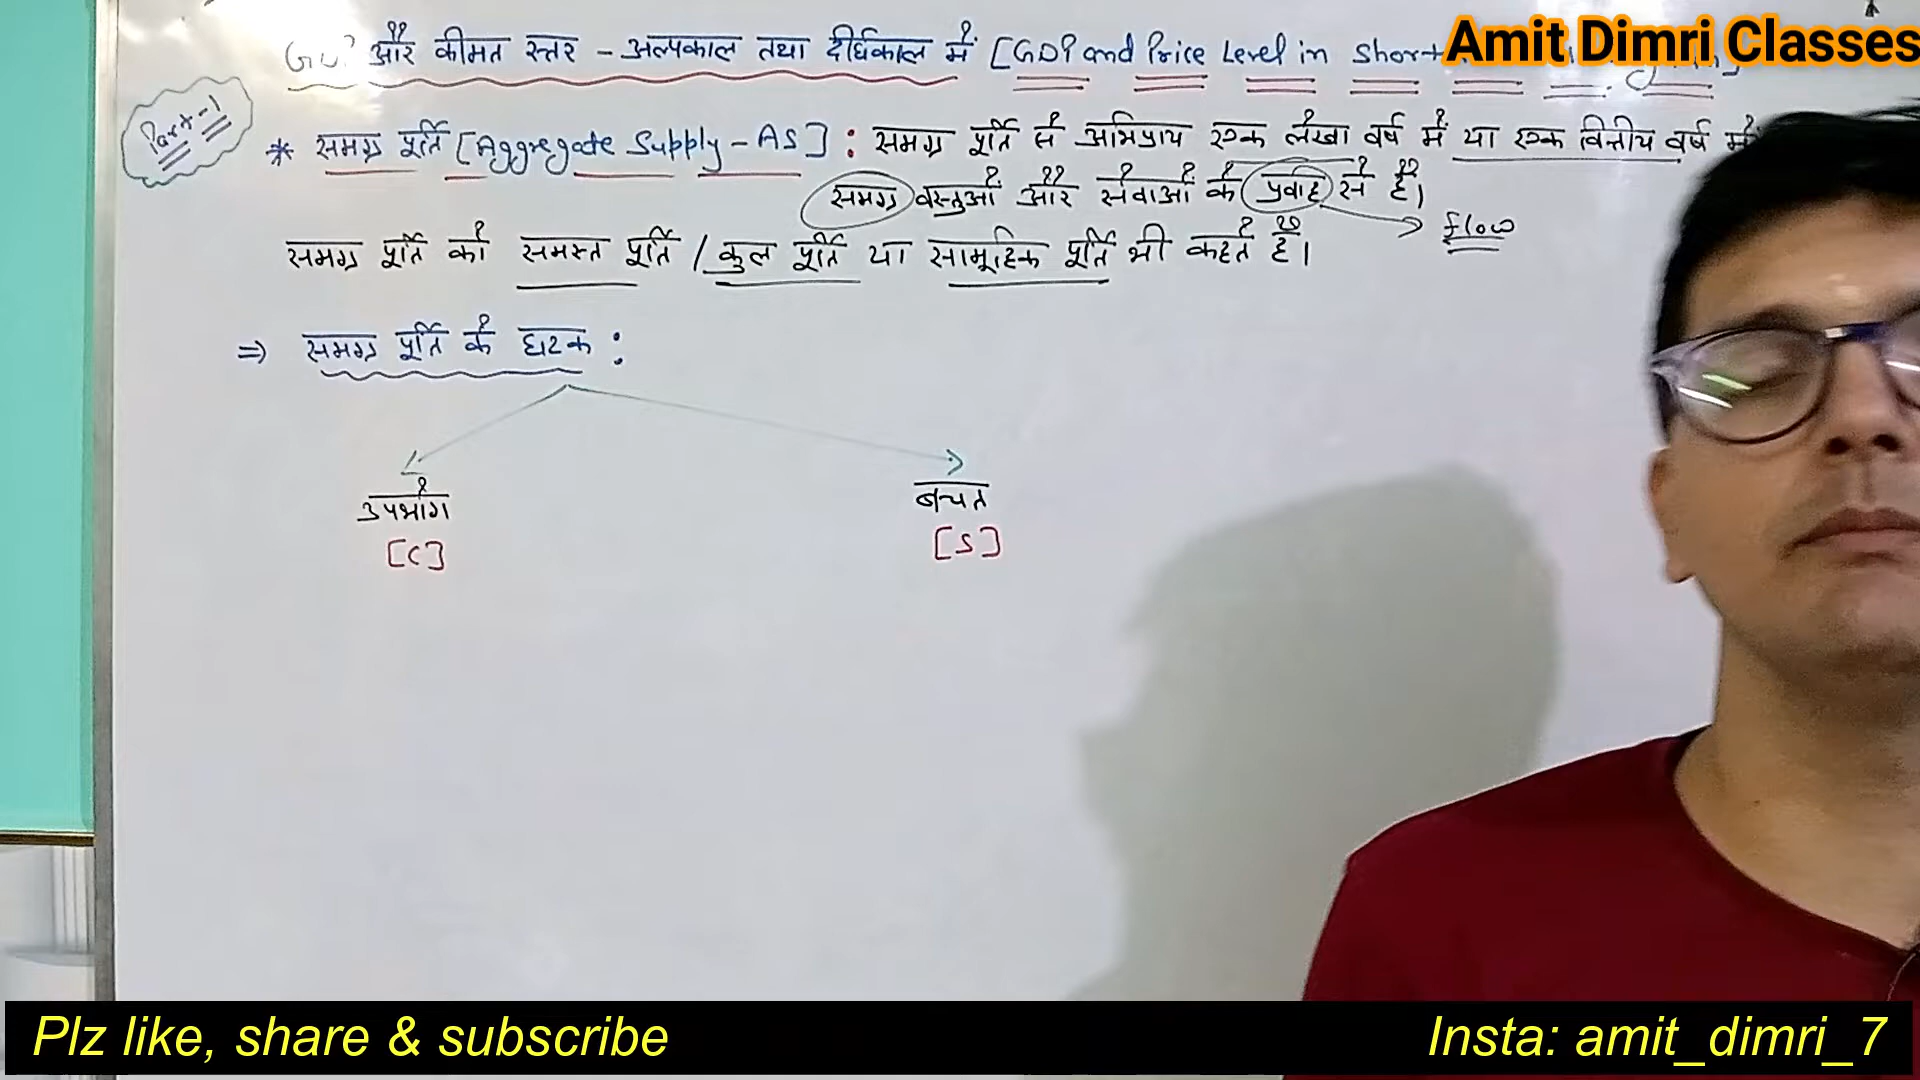 GDP और कीमत स्तर - अल्पकाल तथा दीर्घकाल में [GDP and Price Level in Short
Amit Dimri Classes
Part-1
* समग्र पूर्ति [Aggregate Supply - AS] : समग्र पूर्ति से अभिप्राय एक लेखा वर्ष में या एक वित्तीय वर्ष में
समग्र वस्तुओं और सेवाओं के प्रवाह से है।
flow
समग्र पूर्ति को समस्त पूर्ति / कुल पूर्ति या सामूहिक पूर्ति भी कहते है।
⇒ समग्र पूर्ति के घटक :
उपभोग बचत
[C] [S]
Plz like, share & subscribe Insta: amit_dimri_7